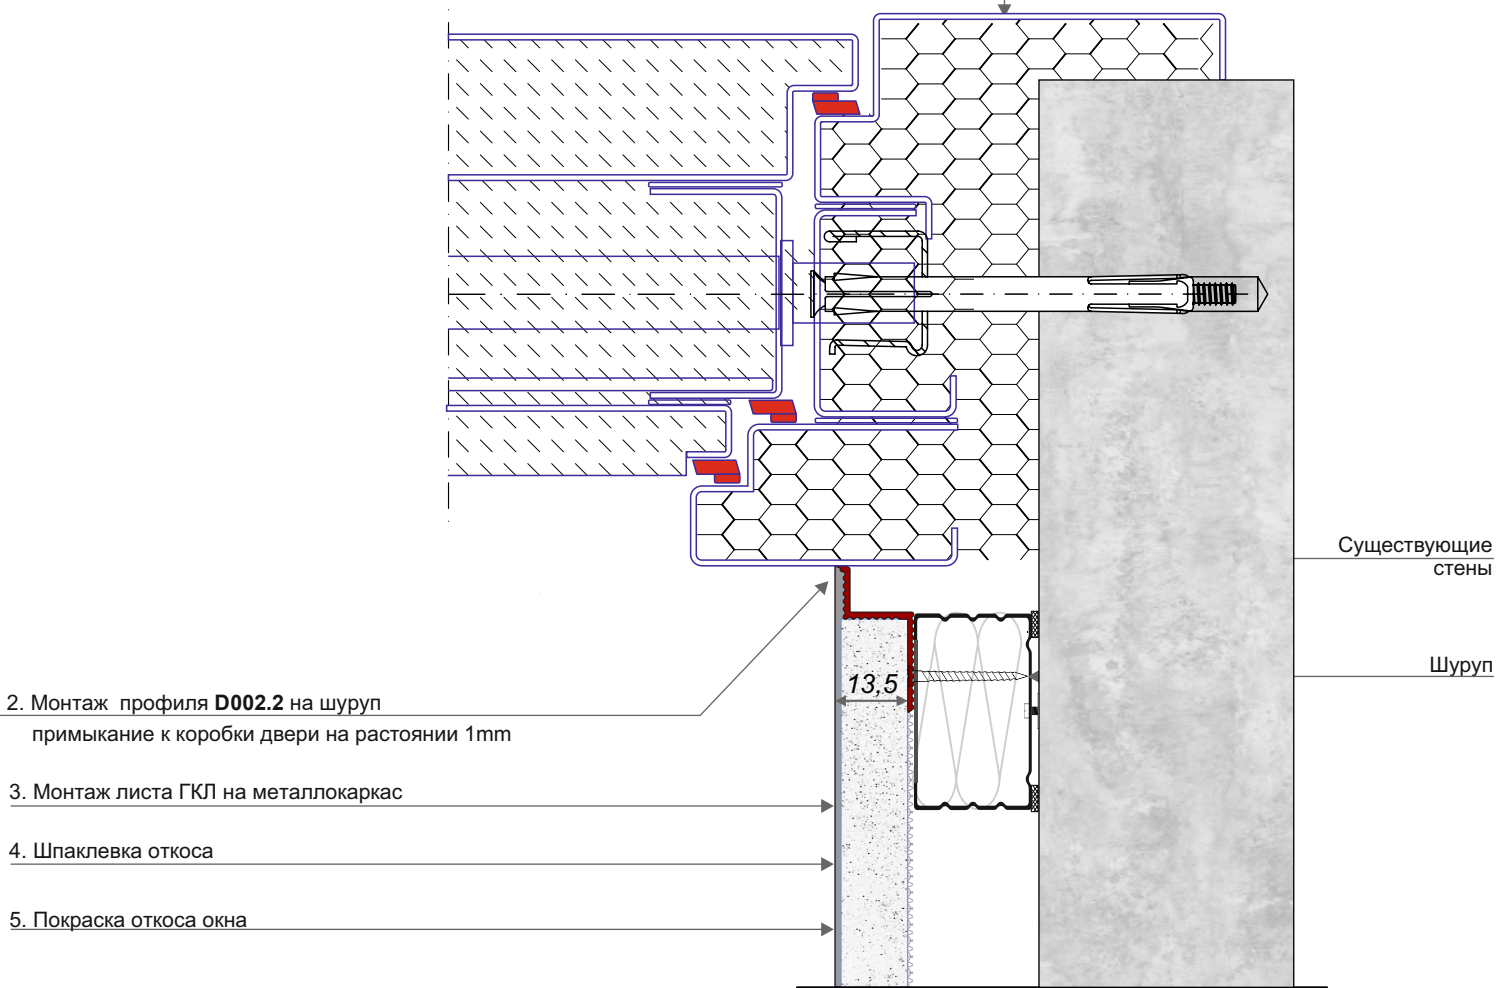 Существующие
стены
Шуруп
13,5
2. Монтаж профиля D002.2 на шуруп
примыкание к коробки двери на растоянии 1mm
3. Монтаж листа ГКЛ на металлокаркас
4. Шпаклевка откоса
5. Покраска откоса окна